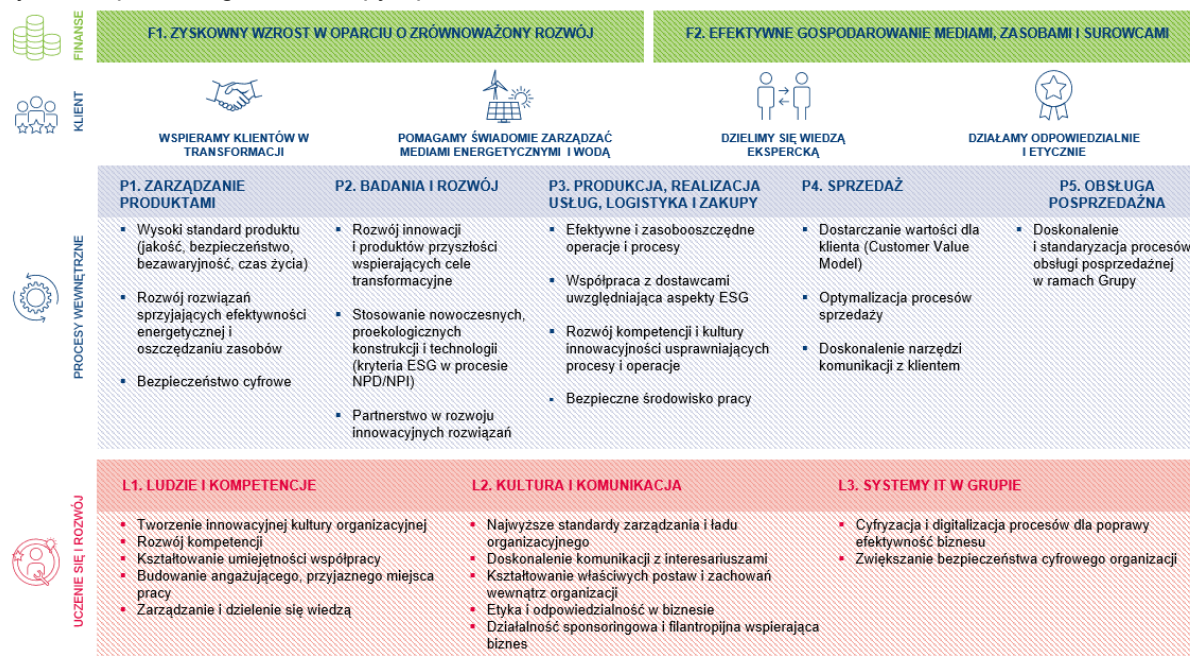 FINANSE
F1. ZYSKOWNY WZROST W OPARCIU O ZRÓWNOWAŻONY ROZWÓJ
F2. EFEKTYWNE GOSPODAROWANIE MEDIAMI, ZASOBAMI I SUROWCAMI
KLIENT
WSPIERAMY KLIENTÓW W
TRANSFORMACJI
POMAGAMY ŚWIADOMIE ZARZĄDZAĆ
MEDIAMI ENERGETYCZNYMI I WODĄ
DZIELIMY SIĘ WIEDZĄ
EKSPERCKĄ
DZIAŁAMY ODPOWIEDZIALNIE
I ETYCZNIE
PROCESY WEWNĘTRZNE
P1. ZARZĄDZANIE
PRODUKTAMI
▪ Wysoki standard produktu
(jakość, bezpieczeństwo,
bezawaryjność, czas życia)
▪ Rozwój rozwiązań
sprzyjających efektywności
energetycznej i
oszczędzaniu zasobów
▪ Bezpieczeństwo cyfrowe
P2. BADANIA I ROZWÓJ
▪ Rozwój innowacji
i produktów przyszłości
wspierających cele
transformacyjne
▪ Stosowanie nowoczesnych,
proekologicznych
konstrukcji i technologii
(kryteria ESG w procesie
NPD/NPI)
▪ Partnerstwo w rozwoju
innowacyjnych rozwiązań
P3. PRODUKCJA, REALIZACJA
USŁUG, LOGISTYKA I ZAKUPY
▪ Efektywne i zasobooszczędne
operacje i procesy
▪ Współpraca z dostawcami
uwzględniająca aspekty ESG
▪ Rozwój kompetencji i kultury
innowacyjności usprawniających
procesy i operacje
▪ Bezpieczne środowisko pracy
P4. SPRZEDAŻ
▪ Dostarczanie wartości dla
klienta (Customer Value
Model)
▪ Optymalizacja procesów
sprzedaży
▪ Doskonalenie narzędzi
komunikacji z klientem
P5. OBSŁUGA
POSPRZEDAŻNA
▪ Doskonalenie
i standaryzacja procesów
obsługi posprzedażnej
w ramach Grupy
UCZENIE SIĘ I ROZWÓJ
L1. LUDZIE I KOMPETENCJE
▪ Tworzenie innowacyjnej kultury organizacyjnej
▪ Rozwój kompetencji
▪ Kształtowanie umiejętności współpracy
▪ Budowanie angażującego, przyjaznego miejsca
pracy
▪ Zarządzanie i dzielenie się wiedzą
L2. KULTURA I KOMUNIKACJA
▪ Najwyższe standardy zarządzania i ładu
organizacyjnego
▪ Doskonalenie komunikacji z interesariuszami
▪ Kształtowanie właściwych postaw i zachowań
wewnątrz organizacji
▪ Etyka i odpowiedzialność w biznesie
▪ Działalność sponsoringowa i filantropijna wspierająca
biznes
L3. SYSTEMY IT W GRUPIE
▪ Cyfryzacja i digitalizacja procesów dla poprawy
efektywność biznesu
▪ Zwiększanie bezpieczeństwa cyfrowego organizacji